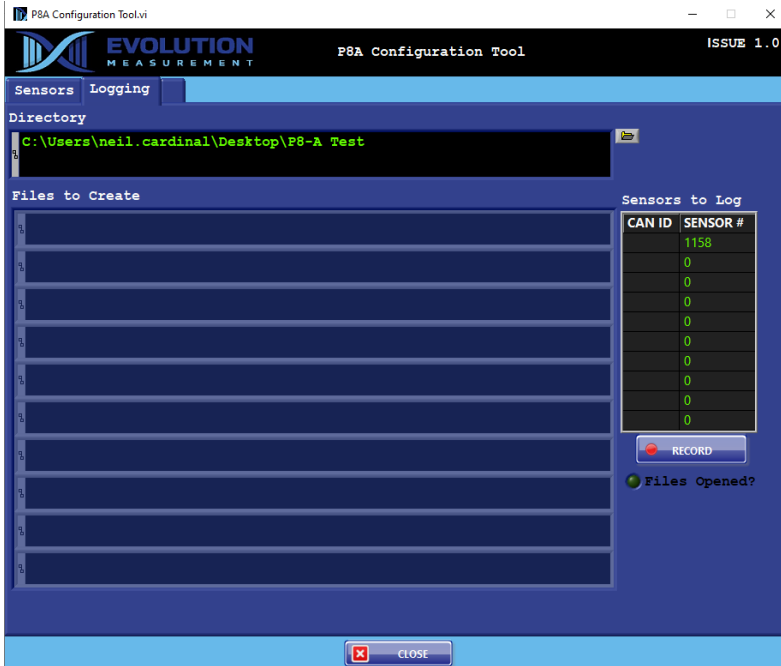 P8A Configuration Tool.vi
EVOLUTION
MEASUREMENT
P8A Configuration Tool
ISSUE 1.0
Sensors Logging
Directory
C:\Users\neil.cardinal\Desktop\P8-A Test
Files to Create
Sensors to Log
CAN ID SENSOR #
1158
0
0
0
0
0
0
0
0
0
RECORD
Files Opened?
CLOSE